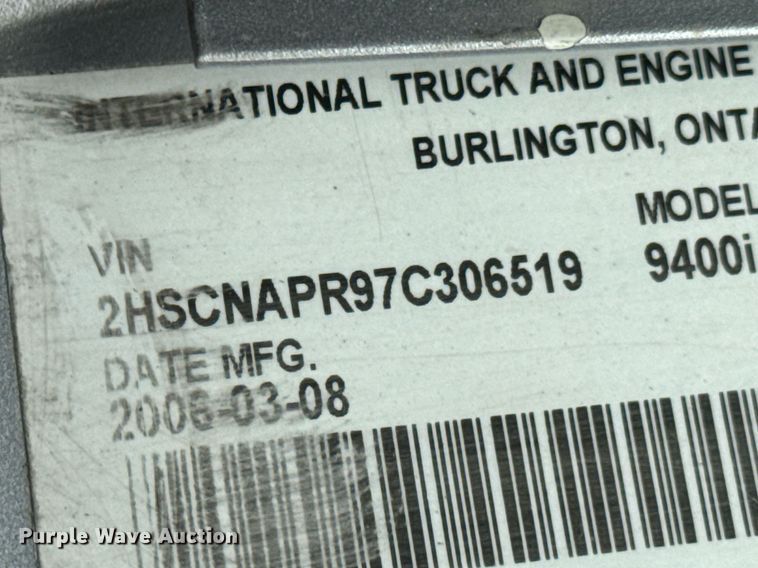 INTERNATIONAL TRUCK AND ENGINE
BURLINGTON, ONTA
MODEL
VIN
2HSCNAPR97C306519
9400i
DATE MFG.
2006-03-08
Purple Wave Auction